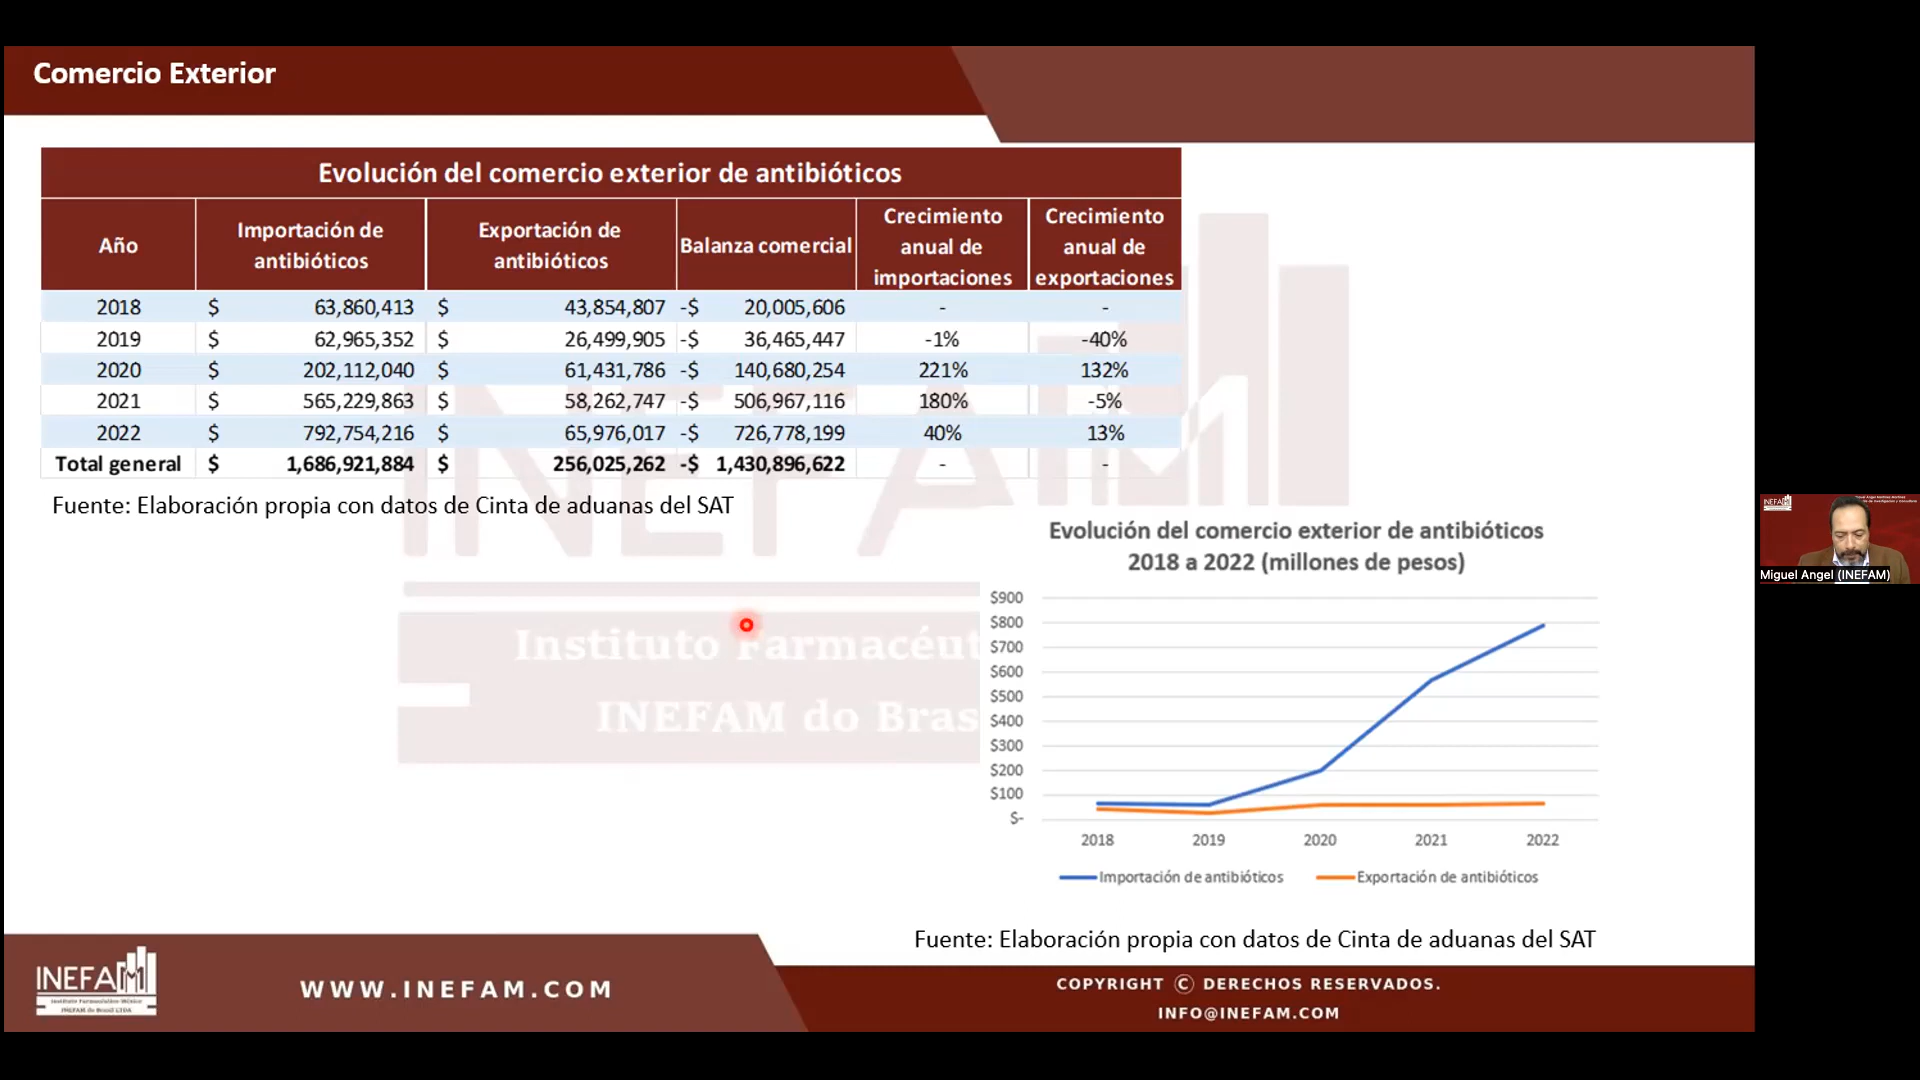 Comercio Exterior
Evolución del comercio exterior de antibióticos
Año Importación de antibióticos Exportación de antibióticos Balanza comercial Crecimiento anual de importaciones Crecimiento anual de exportaciones
2018 $ 63,860,413 $ 43,854,807 -$ 20,005,606 - -
2019 $ 62,965,352 $ 26,499,905 -$ 36,465,447 -1% -40%
2020 $ 202,112,040 $ 61,431,786 -$ 140,680,254 221% 132%
2021 $ 565,229,863 $ 58,262,747 -$ 506,967,116 180% -5%
2022 $ 792,754,216 $ 65,976,017 -$ 726,778,199 40% 13%
Total general $ 1,686,921,884 $ 256,025,262 -$ 1,430,896,622 - -
Fuente: Elaboración propia con datos de Cinta de aduanas del SAT
INEFAM
Instituto Farmacéut
INEFAM do Bras
Evolución del comercio exterior de antibióticos
2018 a 2022 (millones de pesos)
$900
$800
$700
$600
$500
$400
$300
$200
$100
$-
2018 2019 2020 2021 2022
Importación de antibióticos Exportación de antibióticos
Fuente: Elaboración propia con datos de Cinta de aduanas del SAT
INEFAM
Instituto Farmacéutico México
INEFAM do Brasil LTDA
WWW.INEFAM.COM
COPYRIGHT © DERECHOS RESERVADOS.
INFO@INEFAM.COM
INEFAM
Miguel Angel (INEFAM)